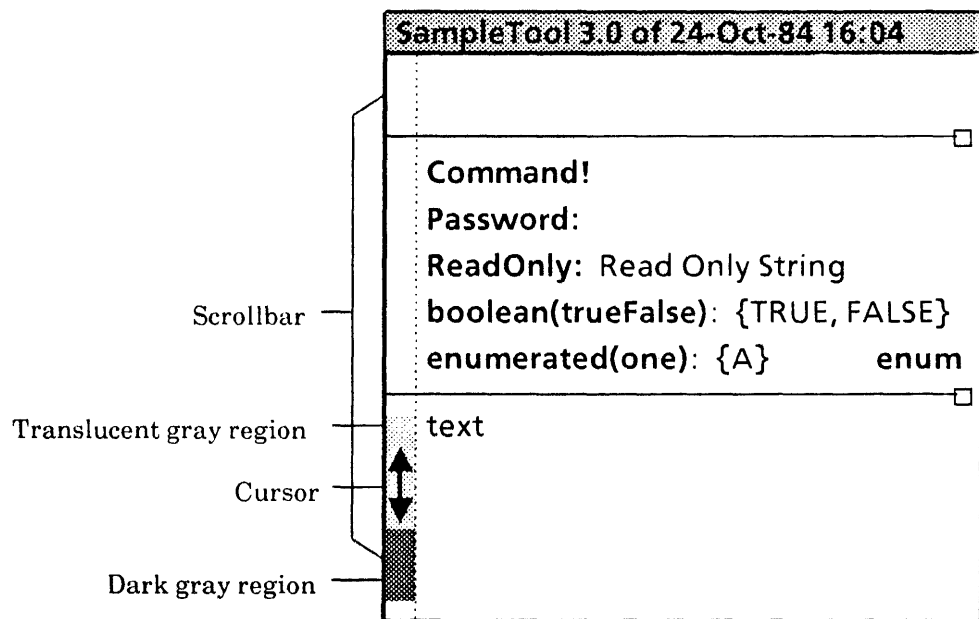 SampleTool 3.0 of 24-Oct-84 16:04
Command!
Password:
ReadOnly: Read Only String
Scrollbar
boolean(trueFalse): {TRUE, FALSE}
enumerated(one): {A} enum
Translucent gray region
text
Cursor
Dark gray region